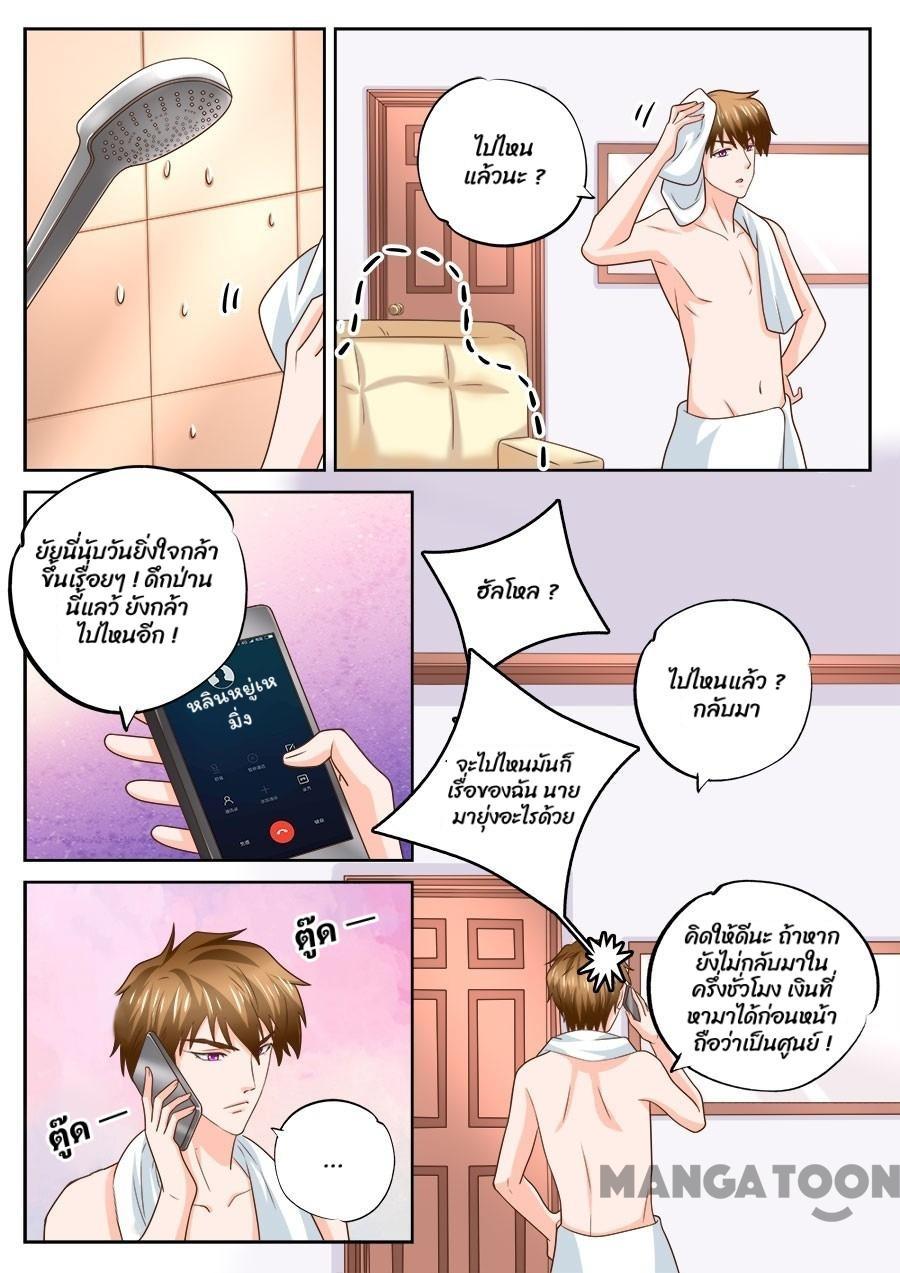 ไปไหน
แล้วนะ ?
ยัยนี่นับวันยิ่งใจกล้า
ขึ้นเรื่อยๆ ! ดึกป่าน
นี้แลว้ ยังกล้า
ไปไหนอีก !
หลินหยู่เห
มิ่ง
ฮัลโหล ?
ไปไหนแล้ว ?
กลับมา
จะไปไหนมันก็
เรื่องของฉัน นาย
มายุ่งอะไรด้วย
คิดให้ดีนะ ถ้าหาก
ยังไม่กลับมาใน
ครึ่งชั่วโมง เงินที่
หามาได้ก่อนหน้า
ถือว่าเป็นศูนย์ !
ตู๊ด —
ตู๊ด —
...
MANGA TOON